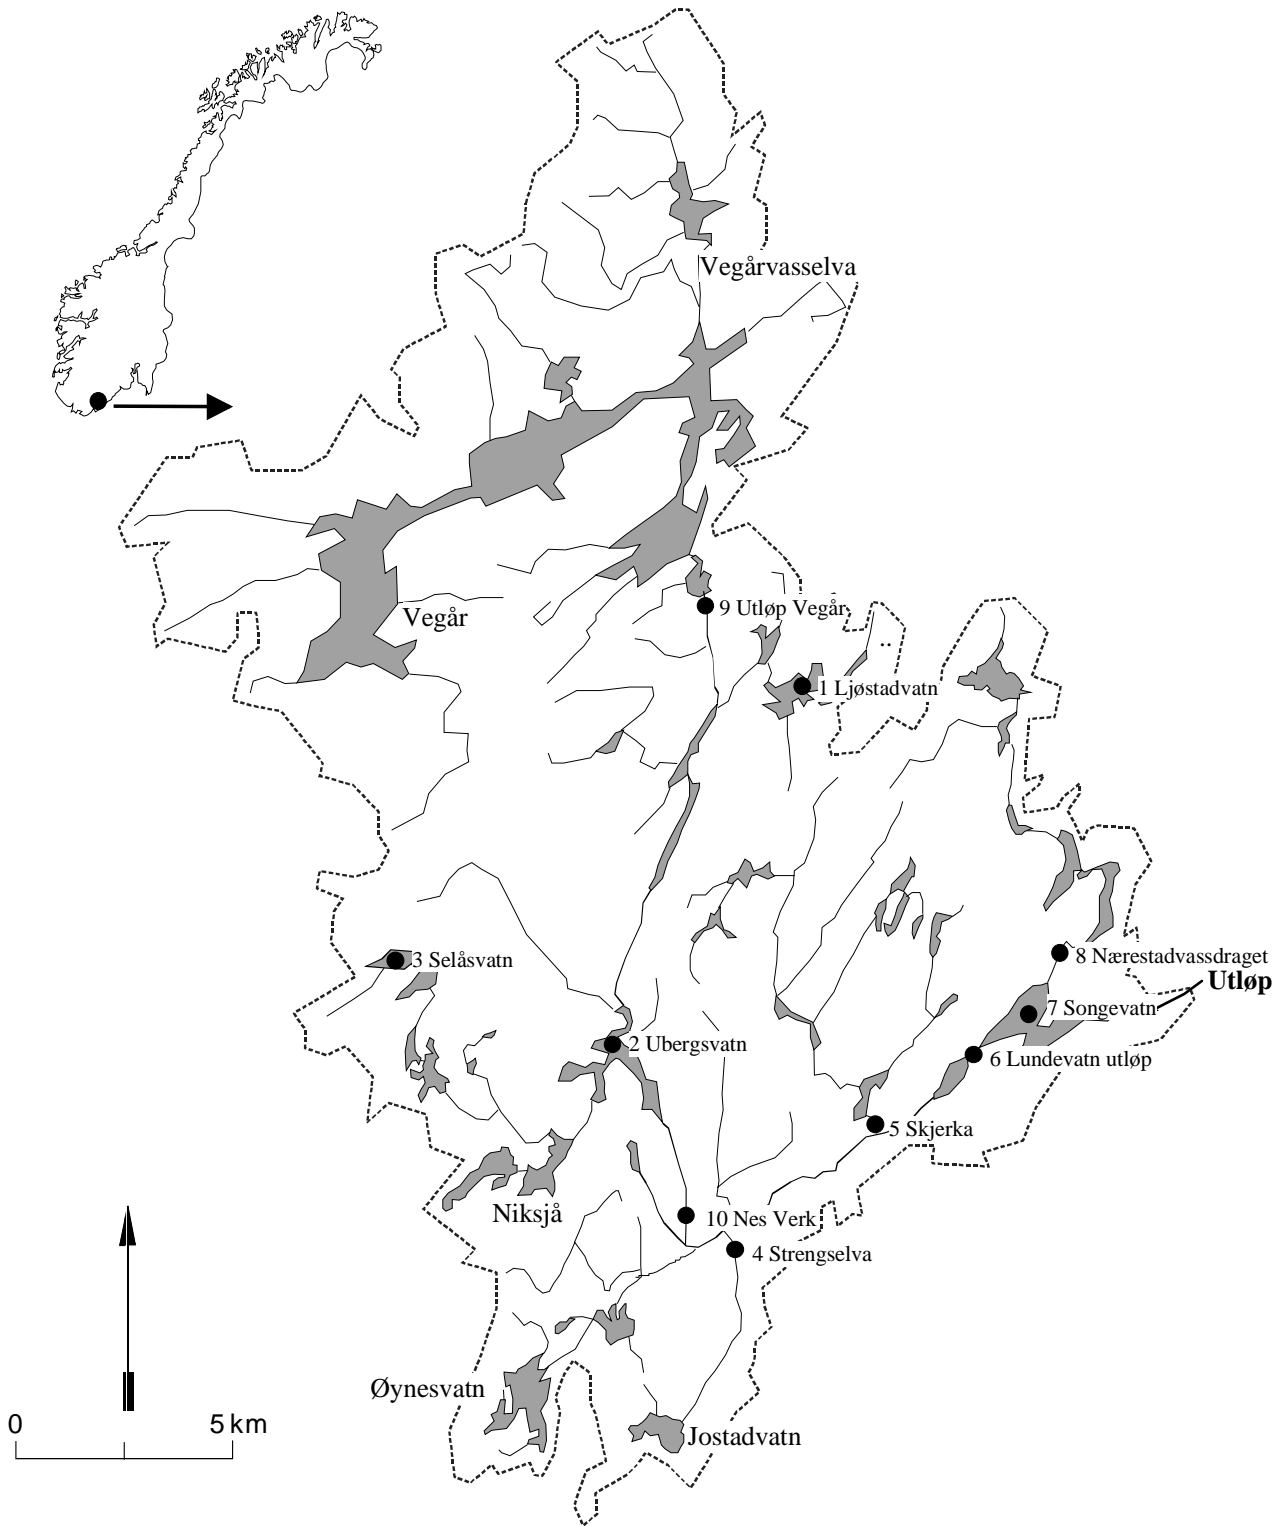 Vegårvasselva
9 Utløp Vegår
Vegår
1 Ljøstadvatn
8 Nærestadvassdraget
3 Selåsvatn
Utløp
7 Songevatn
2 Ubergsvatn
6 Lundevatn utløp
5 Skjerka
Niksjå
10 Nes Verk
4 Strengselva
Øynesvatn
0 5 km
Jostadvatn